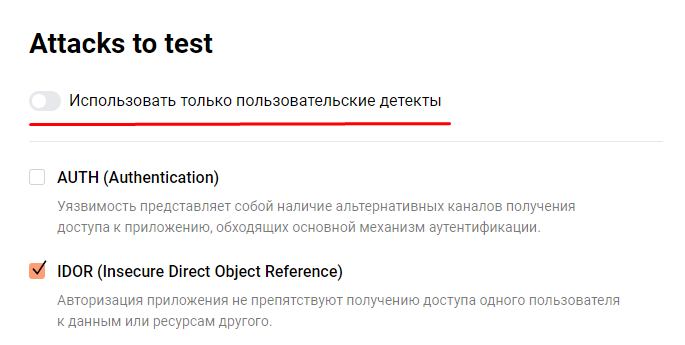 Attacks to test
Использовать только пользовательские детекты
AUTH (Authentication)
Уязвимость представляет собой наличие альтернативных каналов получения
доступа к приложению, обходящих основной механизм аутентификации.
IDOR (Insecure Direct Object Reference)
Авторизация приложения не препятствуют получению доступа одного пользователя
к данным или ресурсам другого.